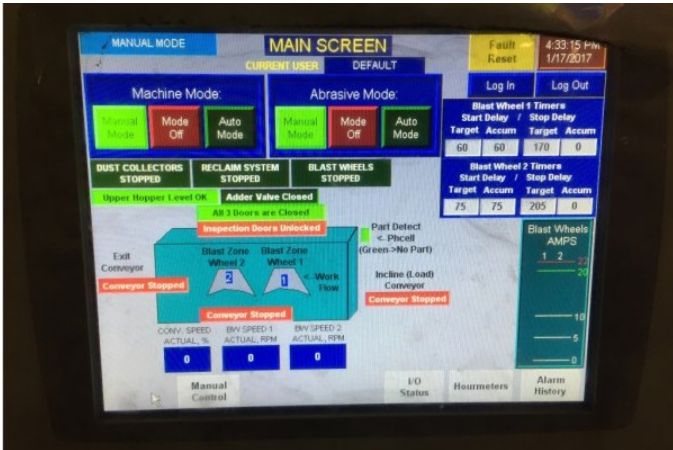 MANUAL MODE
MAIN SCREEN
Fault Reset
4:33:15 PM
1/17/2017
CURRENT USER DEFAULT
Log In Log Out
Machine Mode:
Manual Mode
Mode Off
Auto Mode
Abrasive Mode:
Manual Mode
Mode Off
Auto Mode
Blast Wheel 1 Timers
Start Delay / Stop Delay
Target Accum Target Accum
60 60 170 0
DUST COLLECTORS STOPPED
RECLAIM SYSTEM STOPPED
BLAST WHEELS STOPPED
Blast Wheel 2 Timers
Start Delay / Stop Delay
Target Accum Target Accum
75 75 205 0
Upper Hopper Level OK
Adder Valve Closed
All 3 Doors are Closed
Inspection Doors Unlocked
Part Detect
<- Phcell
(Green->No Part)
Exit Conveyor
Conveyor Stopped
Blast Zone Wheel 2
2
Blast Zone Wheel 1
1
<--Work Flow
Incline (Load) Conveyor
Conveyor Stopped
Conveyor Stopped
Blast Wheels
AMPS
1 2
22
20
10
5
0
CONV. SPEED ACTUAL, %
0
BW SPEED 1 ACTUAL, RPM
0
BW SPEED 2 ACTUAL, RPM
0
Manual Control
I/O Status
Hourmeters
Alarm History